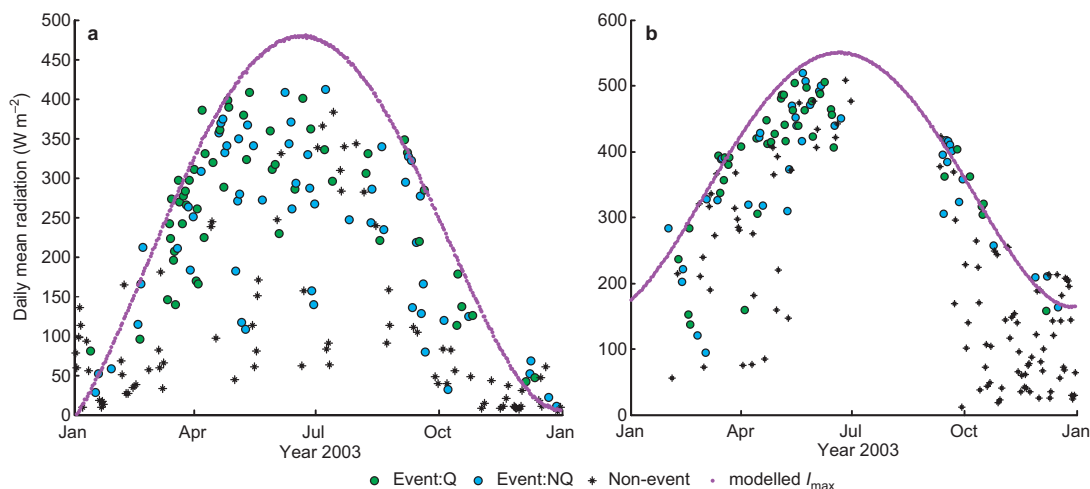 a
500
450
400
350
300
250
200
150
100
50
0
Daily mean radiation (W m⁻²)
Jan Apr Jul Oct Jan
Year 2003
b
600
500
400
300
200
100
0
Jan Apr Jul Oct Jan
Year 2003
Event:Q Event:NQ Non-event modelled Imax